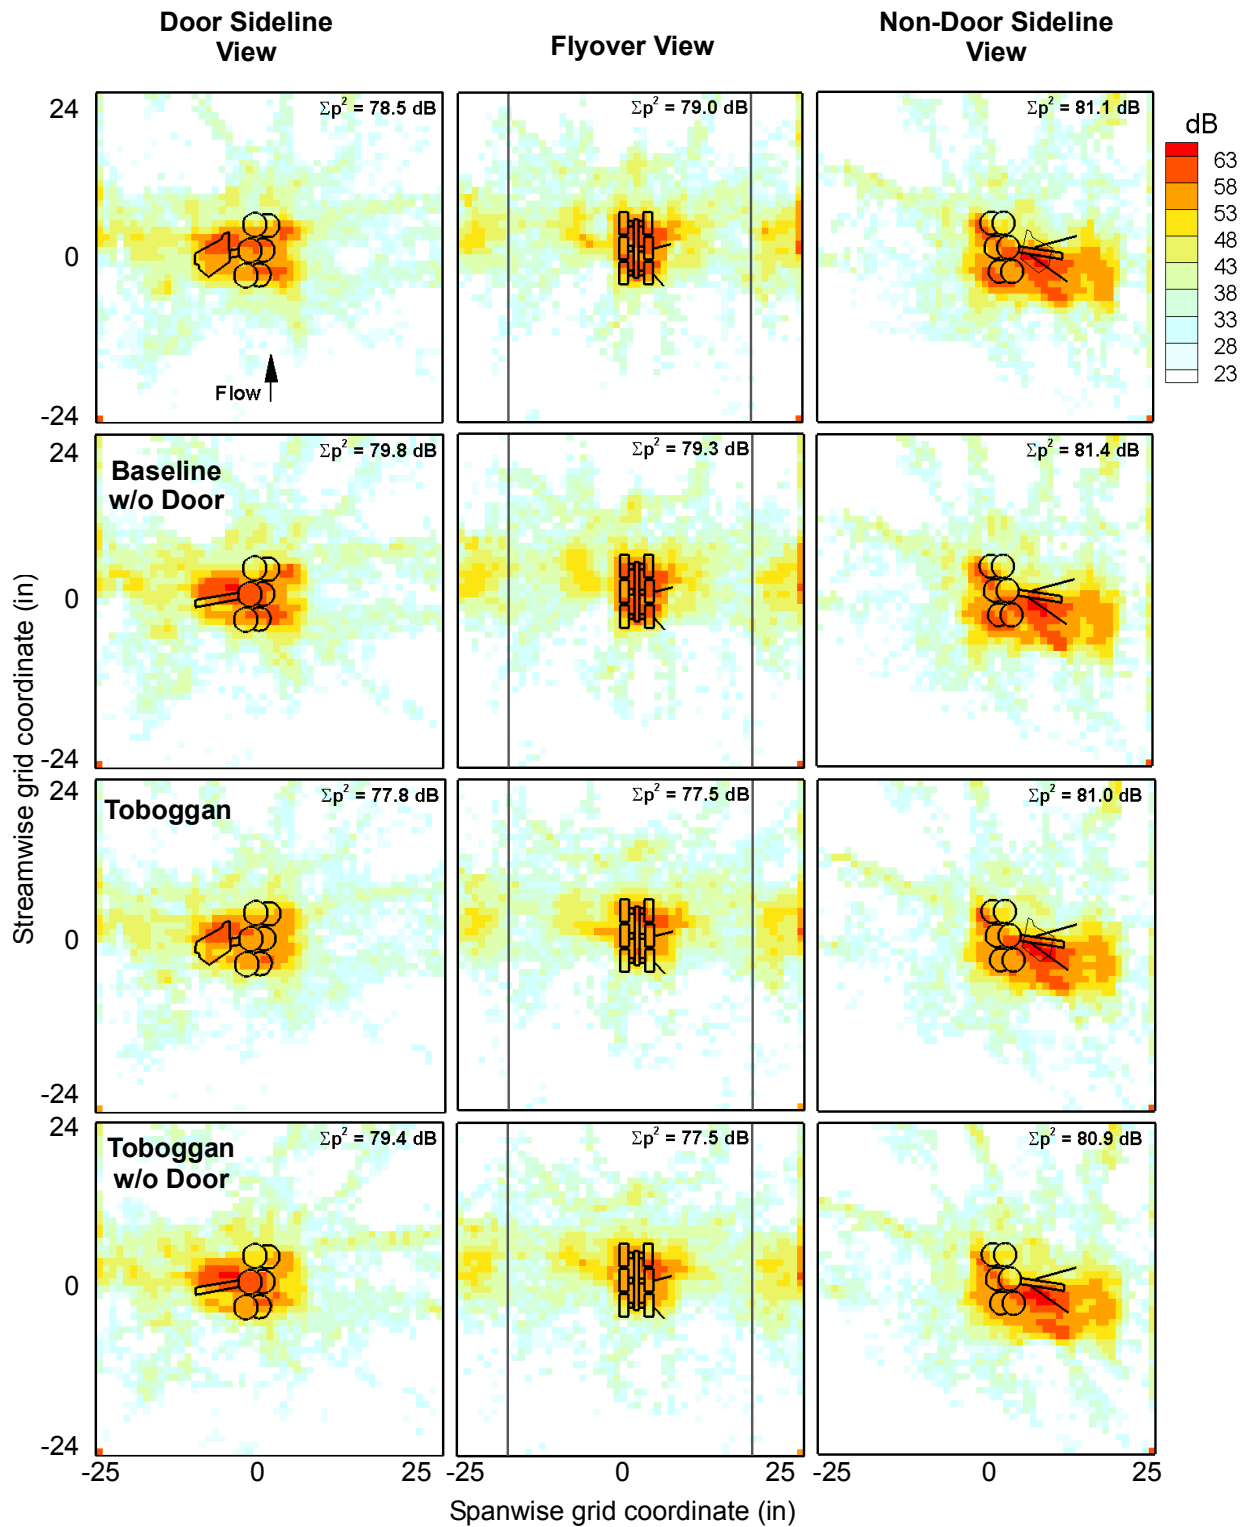 Door Sideline
View
Flyover View
Non-Door Sideline
View
Σp² = 78.5 dB
Σp² = 79.0 dB
Σp² = 81.1 dB
24
0
-24
Flow
dB
63
58
53
48
43
38
33
28
23
Baseline
w/o Door
Σp² = 79.8 dB
Σp² = 79.3 dB
Σp² = 81.4 dB
24
0
-24
Streamwise grid coordinate (in)
Toboggan
Σp² = 77.8 dB
Σp² = 77.5 dB
Σp² = 81.0 dB
24
0
-24
Toboggan
w/o Door
Σp² = 79.4 dB
Σp² = 77.5 dB
Σp² = 80.9 dB
24
0
-24
-25 0 25 -25 0 25 -25 0 25
Spanwise grid coordinate (in)